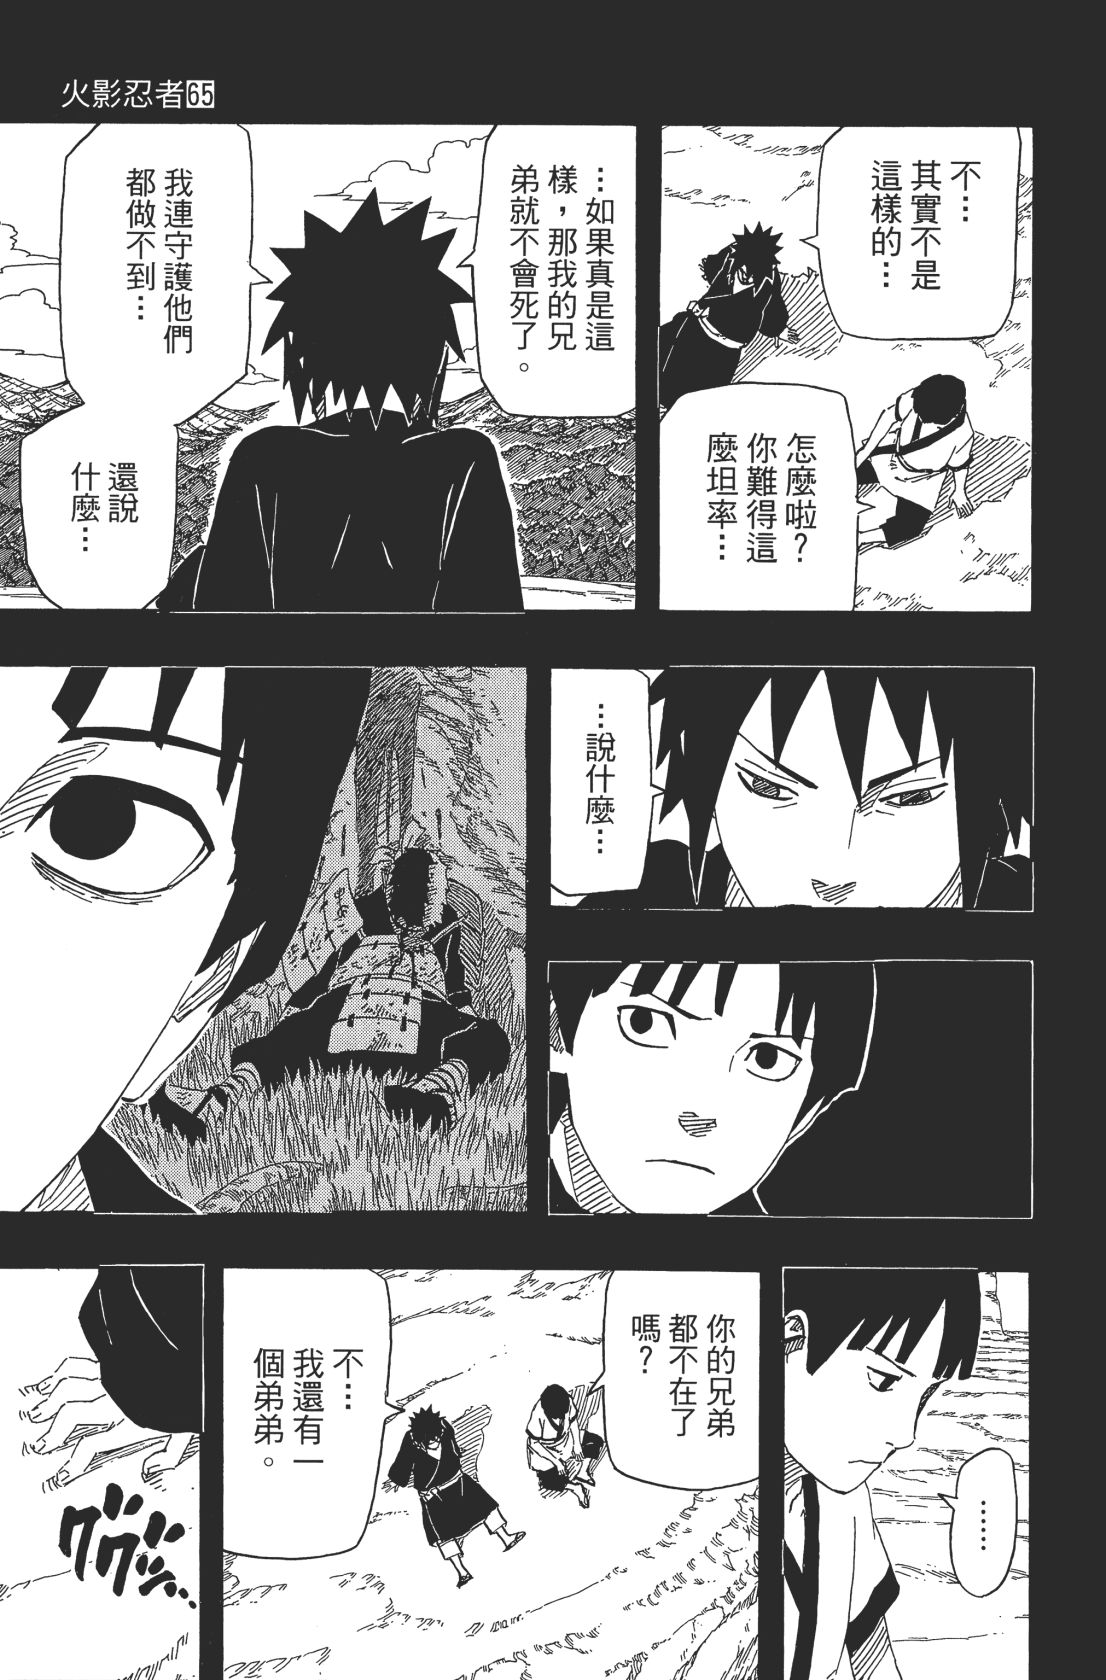 火影忍者65
不…
其實不是
這樣的…
怎麼啦?
你難得這
麼坦率…
…如果真是這
樣，那我的兄
弟就不會死了。
我連守護他們
都做不到…
還說
什麼…
…說什麼…
……
你的兄弟
都不在了
嗎?
不…
我還有一
個弟弟。
ググッ…